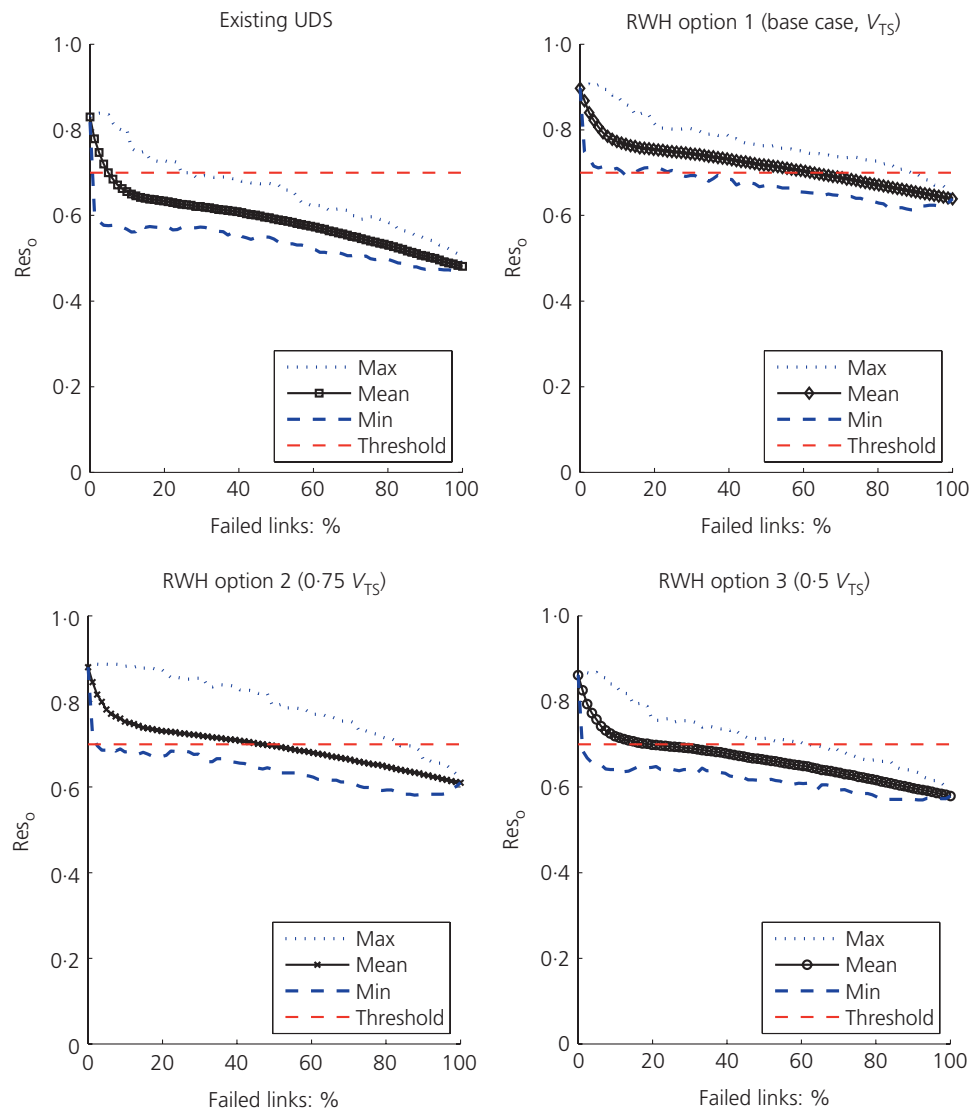 Existing UDS
1·0
0·8
0·6
0·4
0·2
0
Res₀
0 20 40 60 80 100
Failed links: %
Max
Mean
Min
Threshold
RWH option 1 (base case, V_TS)
1·0
0·8
0·6
0·4
0·2
0
Res₀
0 20 40 60 80 100
Failed links: %
Max
Mean
Min
Threshold
RWH option 2 (0·75 V_TS)
1·0
0·8
0·6
0·4
0·2
0
Res₀
0 20 40 60 80 100
Failed links: %
Max
Mean
Min
Threshold
RWH option 3 (0·5 V_TS)
1·0
0·8
0·6
0·4
0·2
0
Res₀
0 20 40 60 80 100
Failed links: %
Max
Mean
Min
Threshold